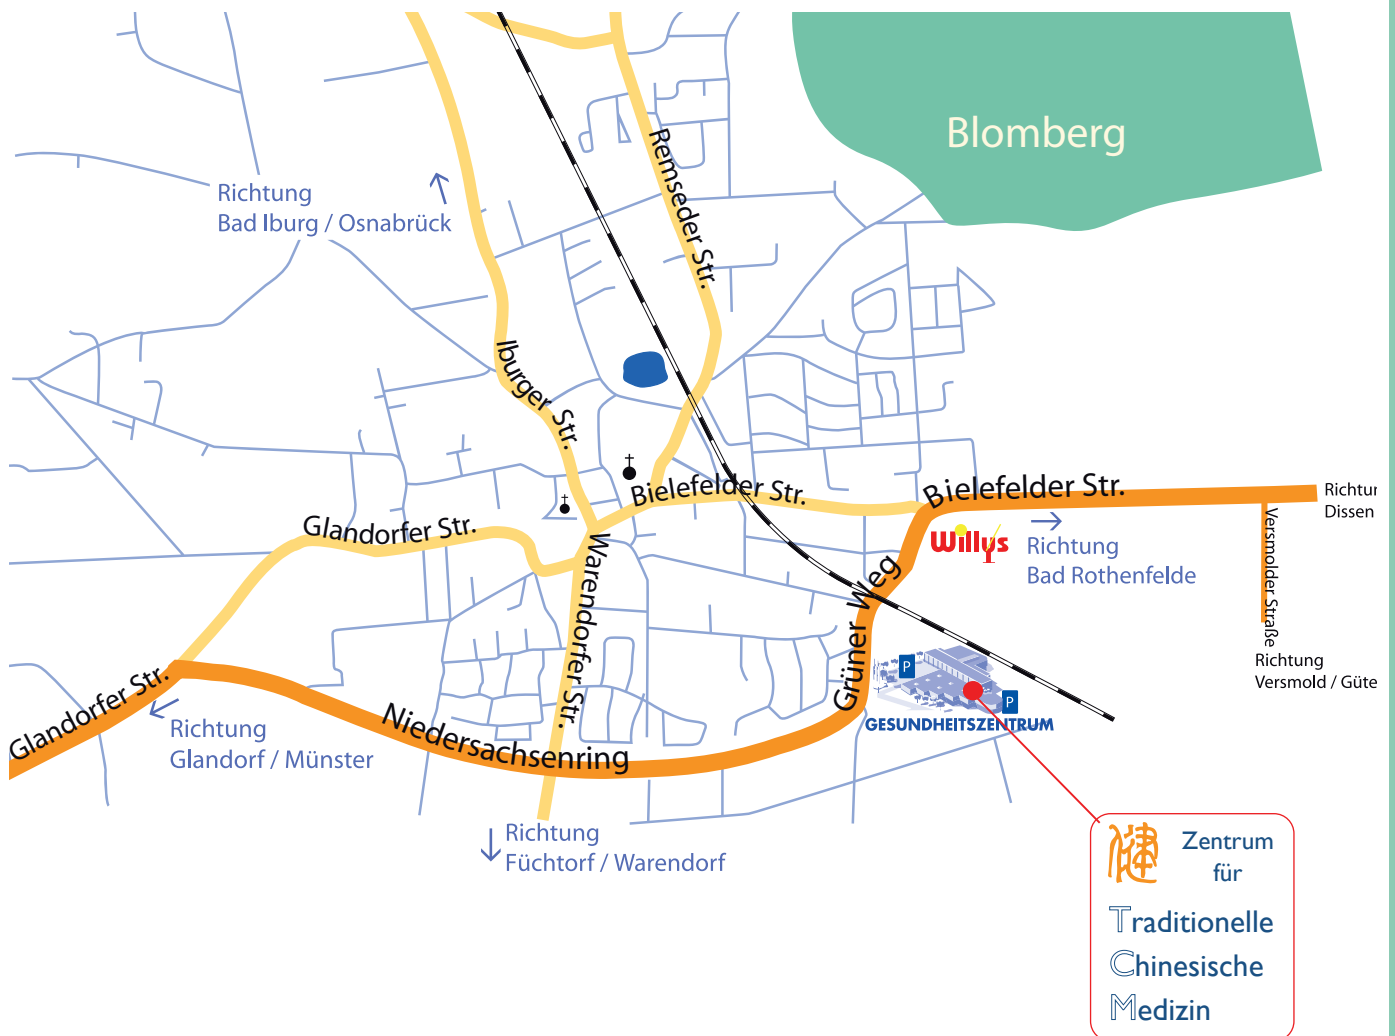 Blomberg
Remseder Str.
Richtung
Bad Iburg / Osnabrück
Iburger Str.
Bielefelder Str.
Bielefelder Str.
Richtun
Dissen
Glandorfer Str.
Willys
Richtung
Bad Rothenfelde
Versmolder Straße
Warendorfer Str.
Grüner Weg
Richtung
Versmold / Güte
P
P
GESUNDHEITSZENTRUM
Glandorfer Str.
Richtung
Glandorf / Münster
Niedersachsenring
Richtung
Füchtorf / Warendorf
健
Zentrum
für
Traditionelle
Chinesische
Medizin